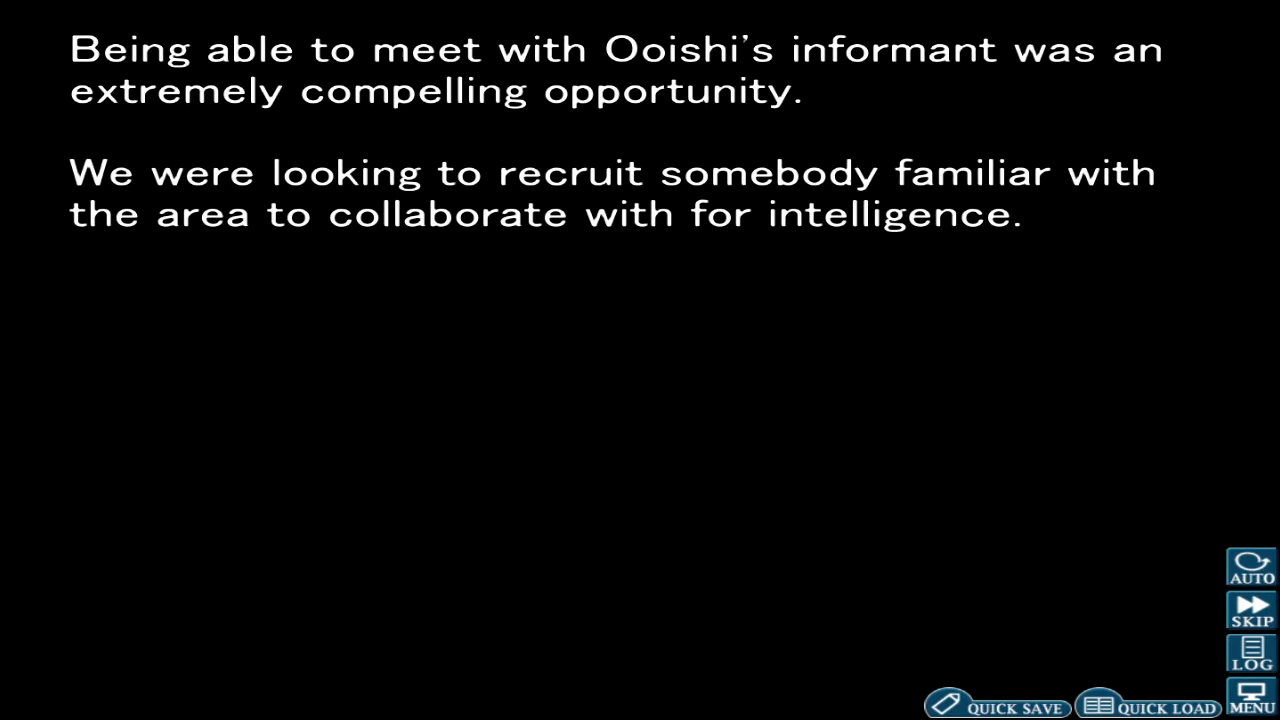 Being able to meet with Ooishi's informant was an
extremely compelling opportunity.
We were looking to recruit somebody familiar with
the area to collaborate with for intelligence.
AUTO
SKIP
LOG
MENU
QUICK SAVE
QUICK LOAD